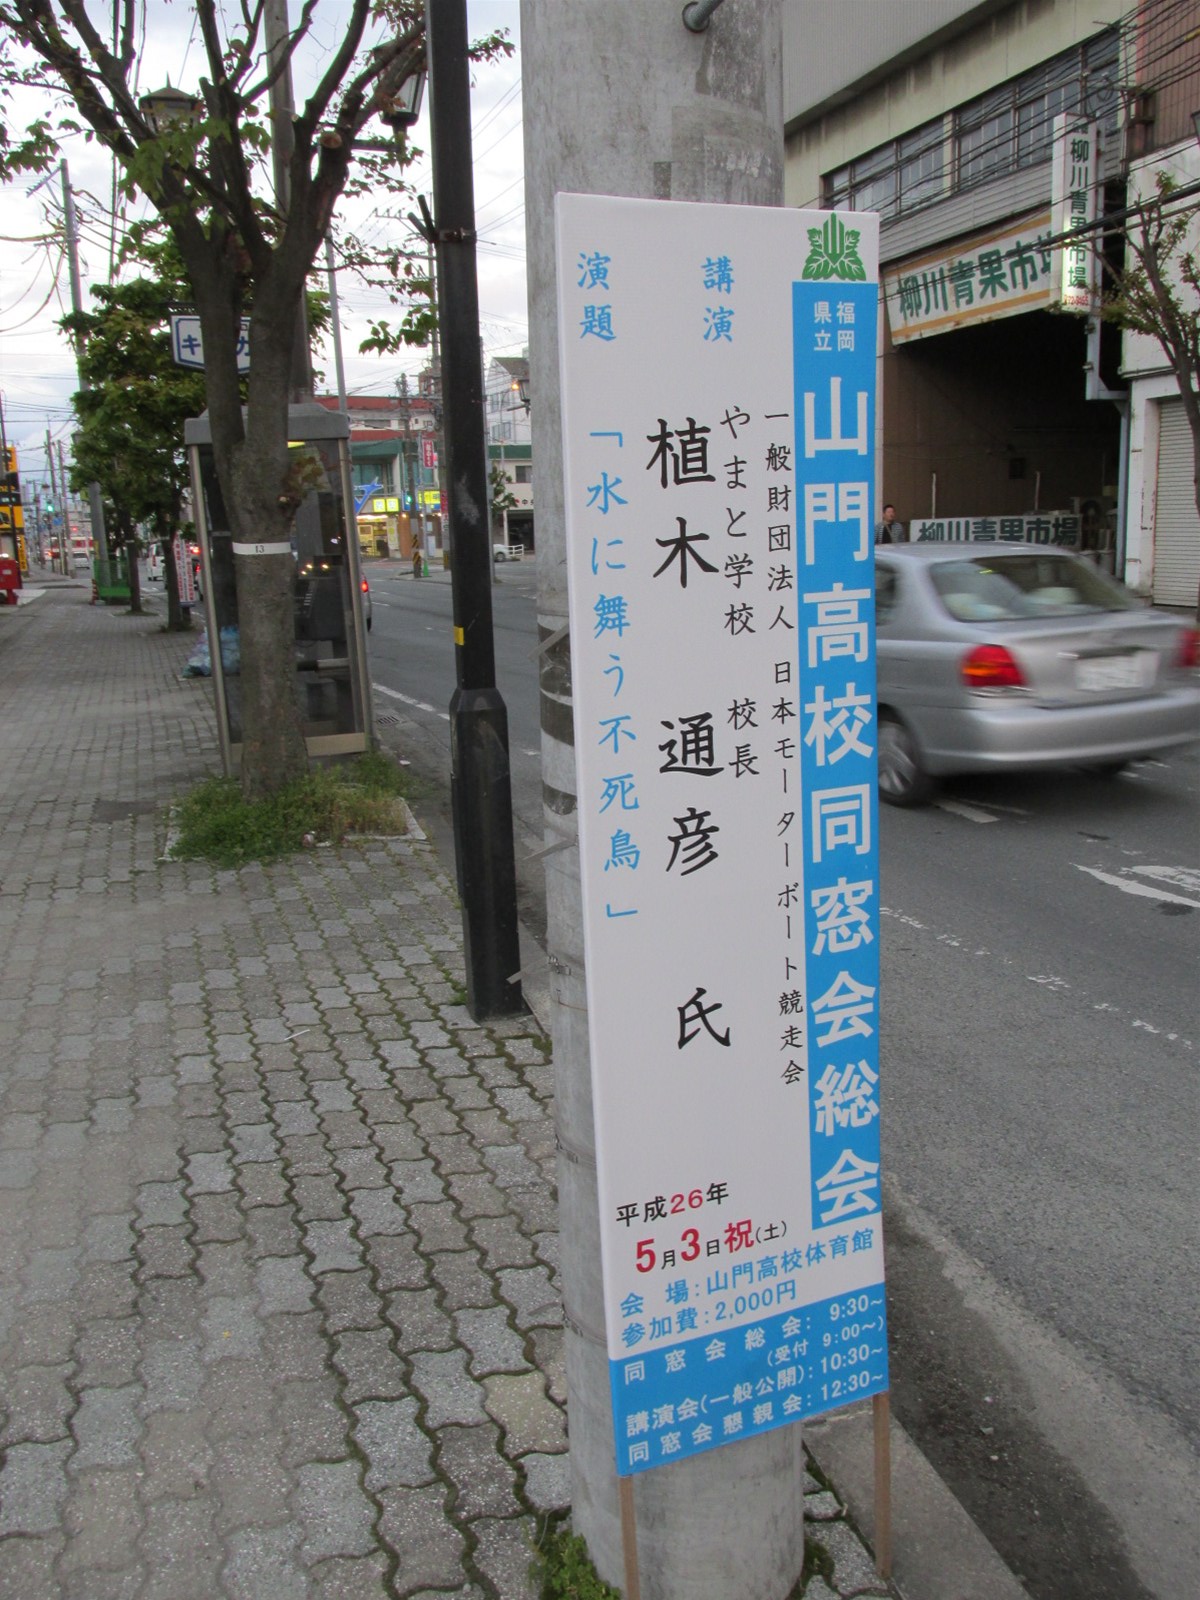 福岡
県立
山門高校同窓会総会
講演
一般財団法人 日本モーターボート競走会
やまと学校 校長
植木 通彦 氏
演題
「水に舞う不死鳥」
平成26年
5月3日祝(土)
会 場:山門高校体育館
参加費:2,000円
同窓会総会: 9:30~
(受付 9:00~)
講演会(一般公開):10:30~
同窓会懇親会:12:30~
柳川青果市場
柳川青果市場
柳川青果市場
13